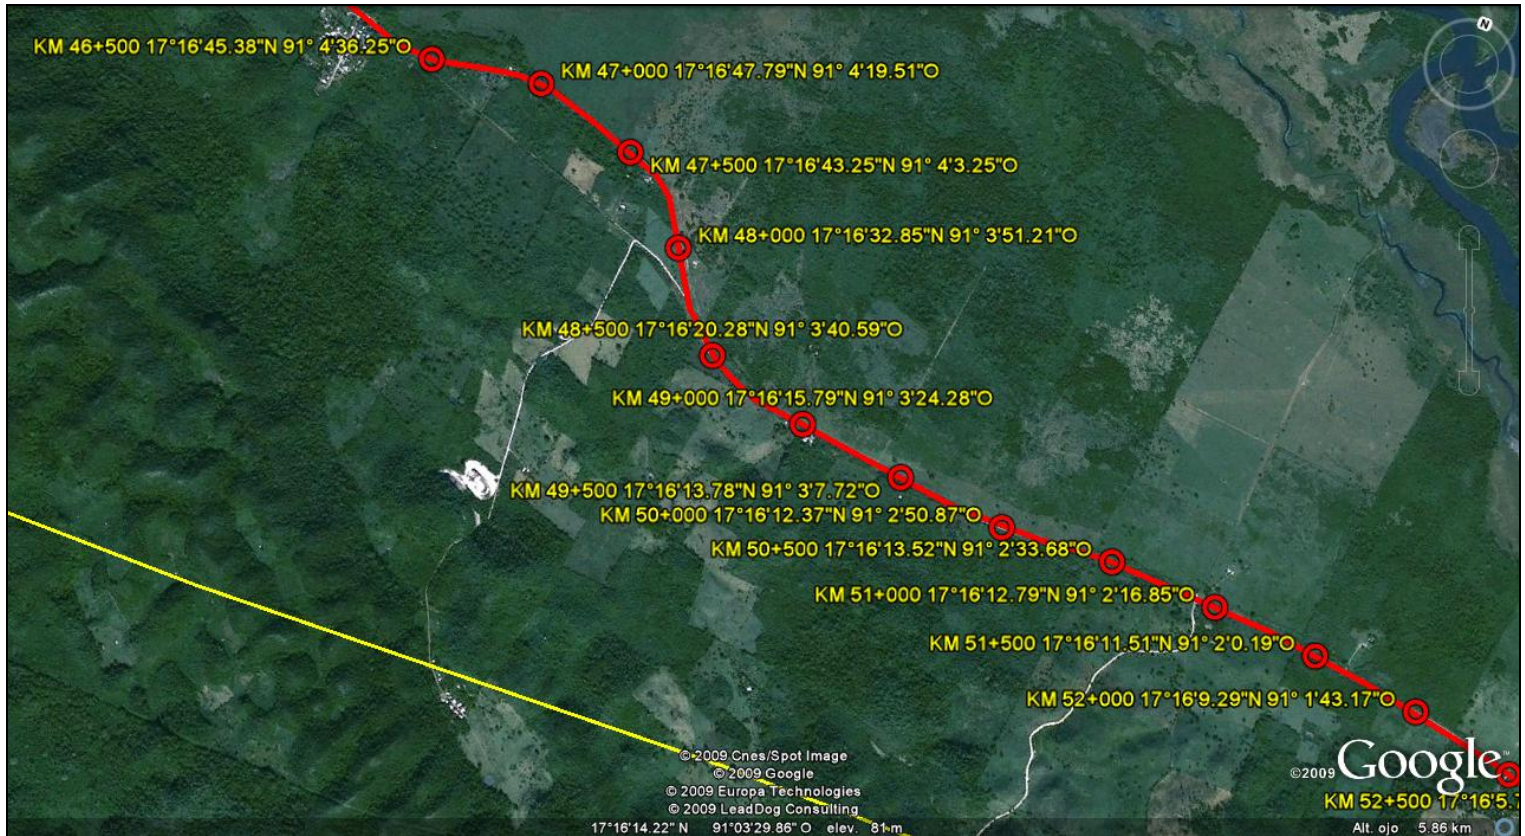 N
KM 46+500 17°16'45.38"N 91° 4'36.25"O
KM 47+000 17°16'47.79"N 91° 4'19.51"O
KM 47+500 17°16'43.25"N 91° 4'3.25"O
KM 48+000 17°16'32.85"N 91° 3'51.21"O
KM 48+500 17°16'20.28"N 91° 3'40.59"O
KM 49+000 17°16'15.79"N 91° 3'24.28"O
KM 49+500 17°16'13.78"N 91° 3'7.72"O
KM 50+000 17°16'12.37"N 91° 2'50.87"O
KM 50+500 17°16'13.52"N 91° 2'33.68"O
KM 51+000 17°16'12.79"N 91° 2'16.85"O
KM 51+500 17°16'11.51"N 91° 2'0.19"O
KM 52+000 17°16'9.29"N 91° 1'43.17"O
© 2009 Cnes/Spot Image
© 2009 Google
© 2009 Europa Technologies
© 2009 LeadDog Consulting
©2009 Google
KM 52+500 17°16'5.7
17°16'14.22" N 91°03'29.86" O elev. 81 m Alt. ojo 5.86 km